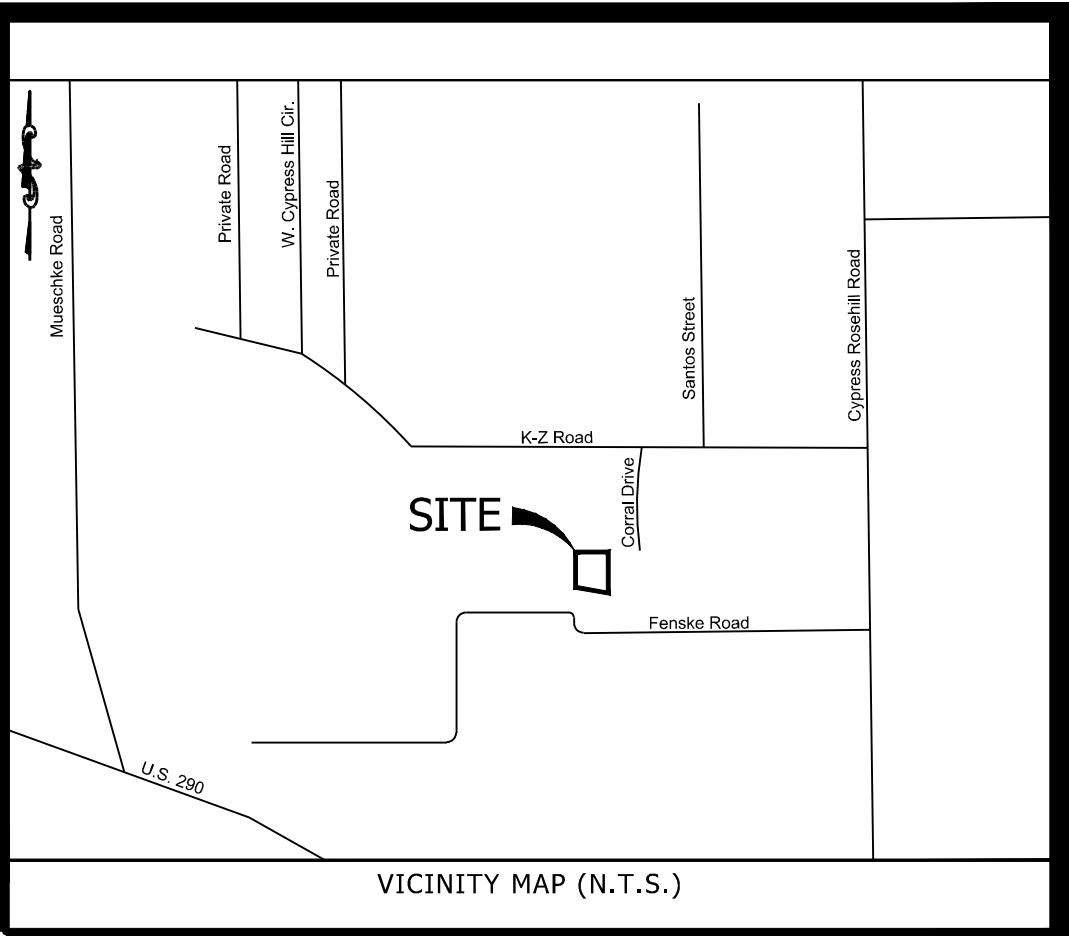 Mueschke Road
Private Road
W. Cypress Hill Cir.
Private Road
Santos Street
Cypress Rosehill Road
K-Z Road
Corral Drive
SITE
Fenske Road
U.S. 290
VICINITY MAP (N.T.S.)